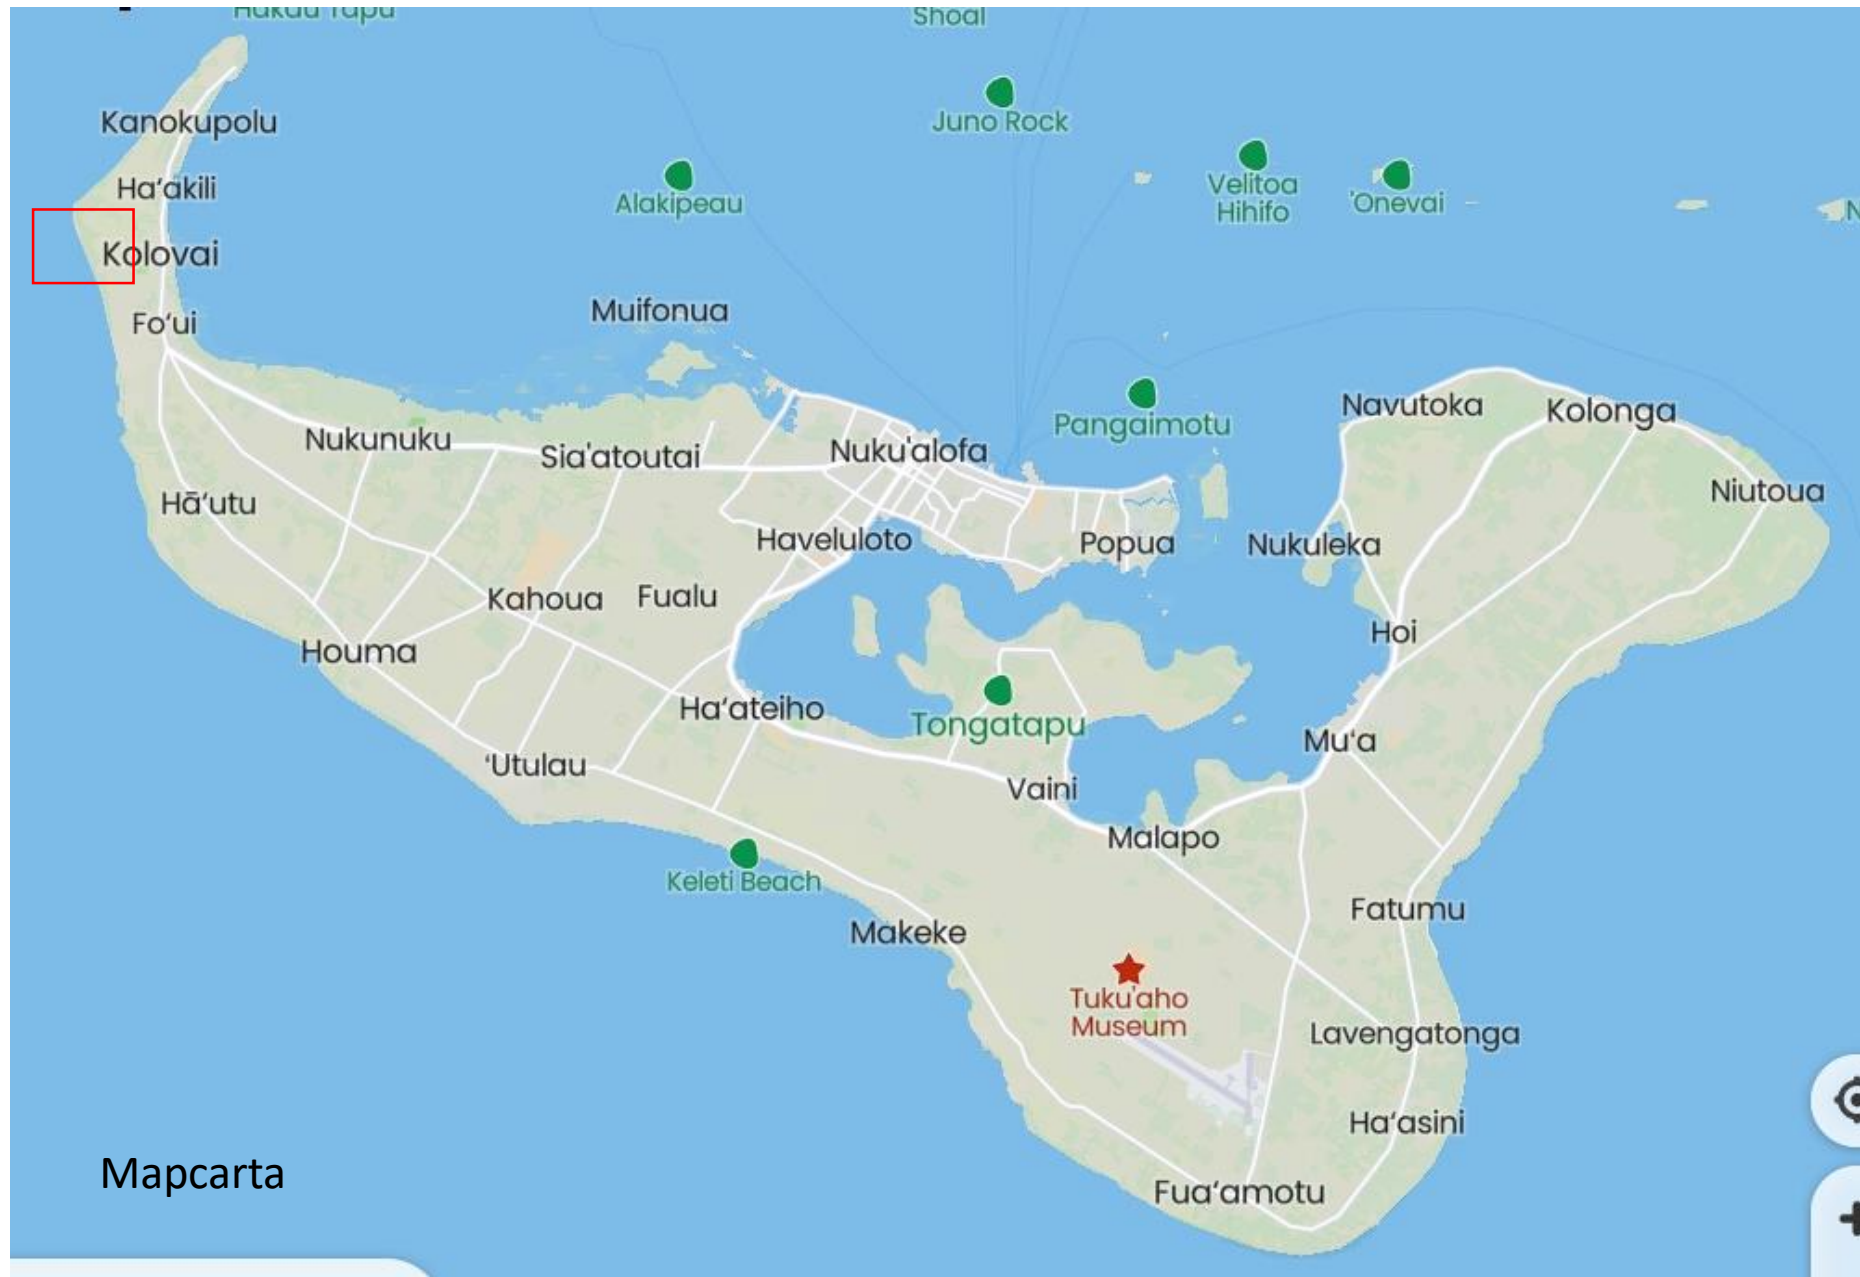 Hakau Tapu
Shoal
Juno Rock
Kanokupolu
Ha‘akili
Alakipeau
Velitoa
Hihifo
'Onevai
Kolovai
Fo‘ui
Muifonua
Pangaimotu
Navutoka
Kolonga
Nukunuku
Sia'atoutai
Nuku'alofa
Niutoua
Hā‘utu
Haveluloto
Popua
Nukuleka
Kahoua
Fualu
Hoi
Houma
Ha‘ateiho
Tongatapu
Mu‘a
‘Utulau
Vaini
Malapo
Keleti Beach
Makeke
Fatumu
Tuku'aho
Museum
Lavengatonga
Ha‘asini
Mapcarta
Fua‘amotu